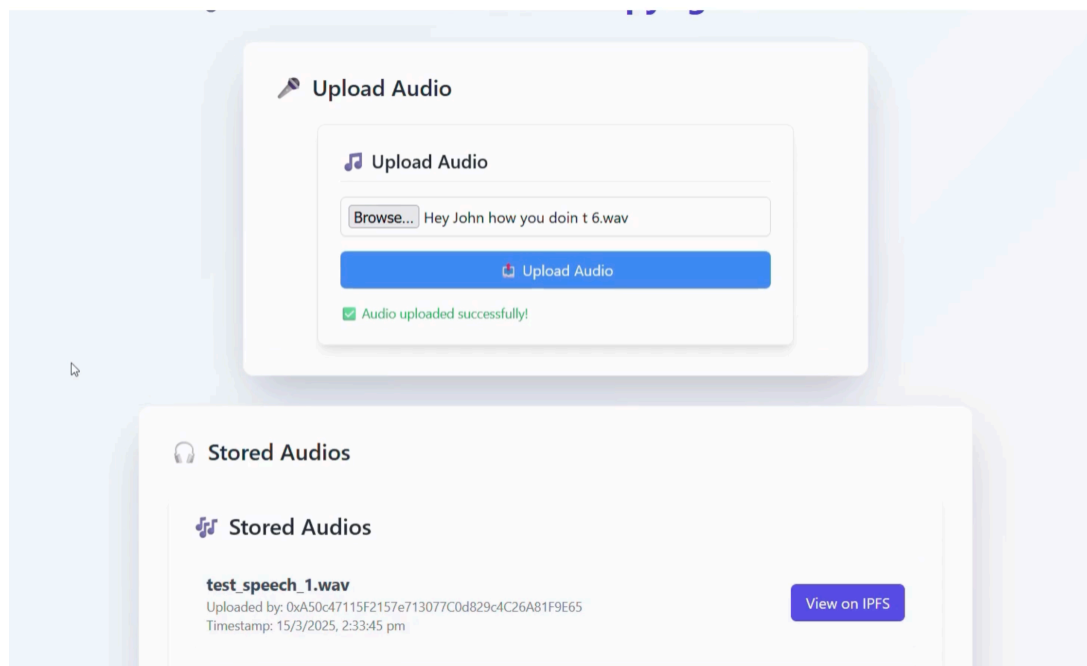 Upload Audio
Upload Audio
Browse... Hey John how you doin t 6.wav
Upload Audio
Audio uploaded successfully!
Stored Audios
Stored Audios
test_speech_1.wav
Uploaded by: 0xA50c47115F2157e713077C0d829c4C26A81F9E65
View on IPFS
Timestamp: 15/3/2025, 2:33:45 pm